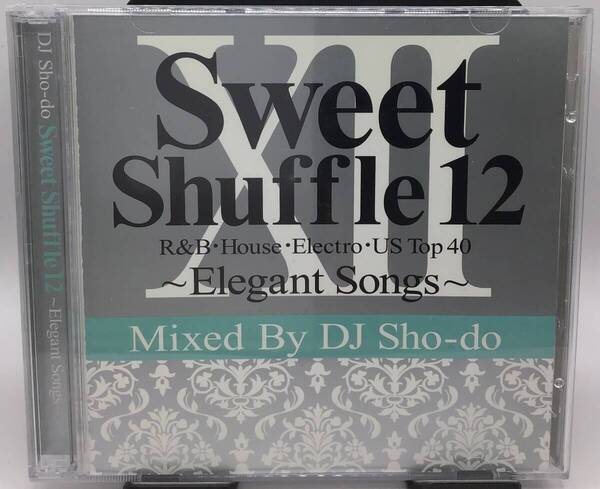 DJ Sho-do Sweet Shuffle 12 ~Elegant Songs~
XII
Sweet
Shuffle 12
R&B・House・Electro・US Top 40
~Elegant Songs~
Mixed By DJ Sho-do